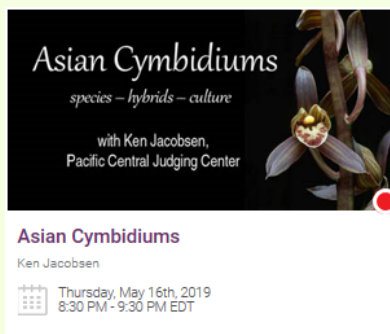 Asian Cymbidiums
species – hybrids – culture
with Ken Jacobsen,
Pacific Central Judging Center
Asian Cymbidiums
Ken Jacobsen
Thursday, May 16th, 2019
8:30 PM - 9:30 PM EDT